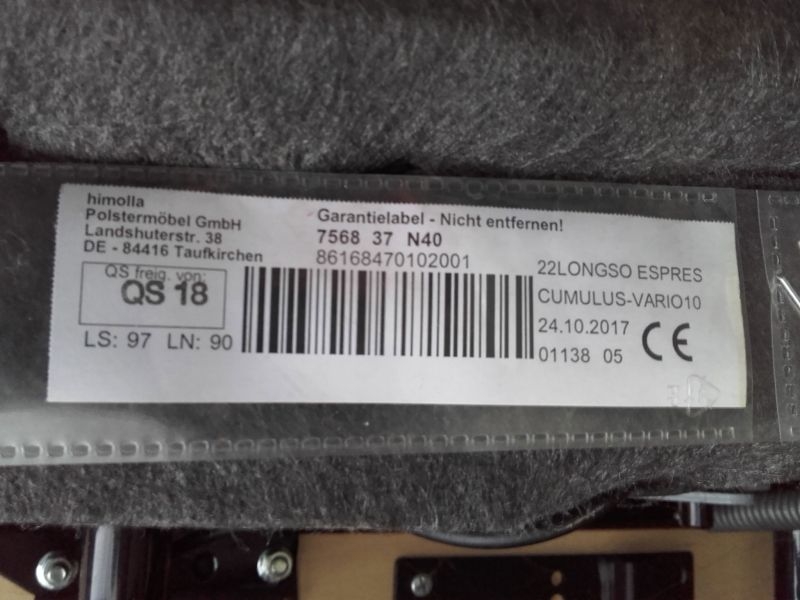 himolla
Polstermöbel GmbH
Landshuterstr. 38
DE - 84416 Taufkirchen
Garantielabel - Nicht entfernen!
7568 37 N40
86168470102001
QS freig. von:
QS 18
LS: 97 LN: 90
22LONGSO ESPRES
CUMULUS-VARIO10
24.10.2017
01138 05
CE